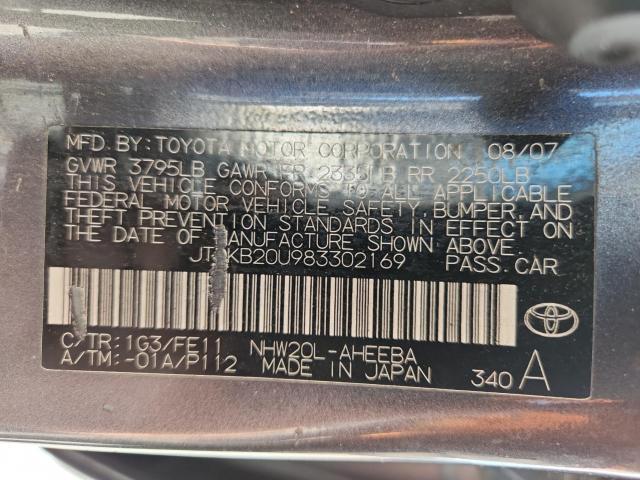 MFD. BY: TOYOTA MOTOR CORPORATION 08/07
GVWR 3795LB GAWR FR 2335LB RR 2250LB
THIS VEHICLE CONFORMS TO ALL APPLICABLE
FEDERAL MOTOR VEHICLE SAFETY, BUMPER, AND
THEFT PREVENTION STANDARDS IN EFFECT ON
THE DATE OF MANUFACTURE SHOWN ABOVE.
PASS. CAR
C/TR: 1G3/FE11 NHW20L-AHEEBA
A/TM: -01A/P112 MADE IN JAPAN 340 A